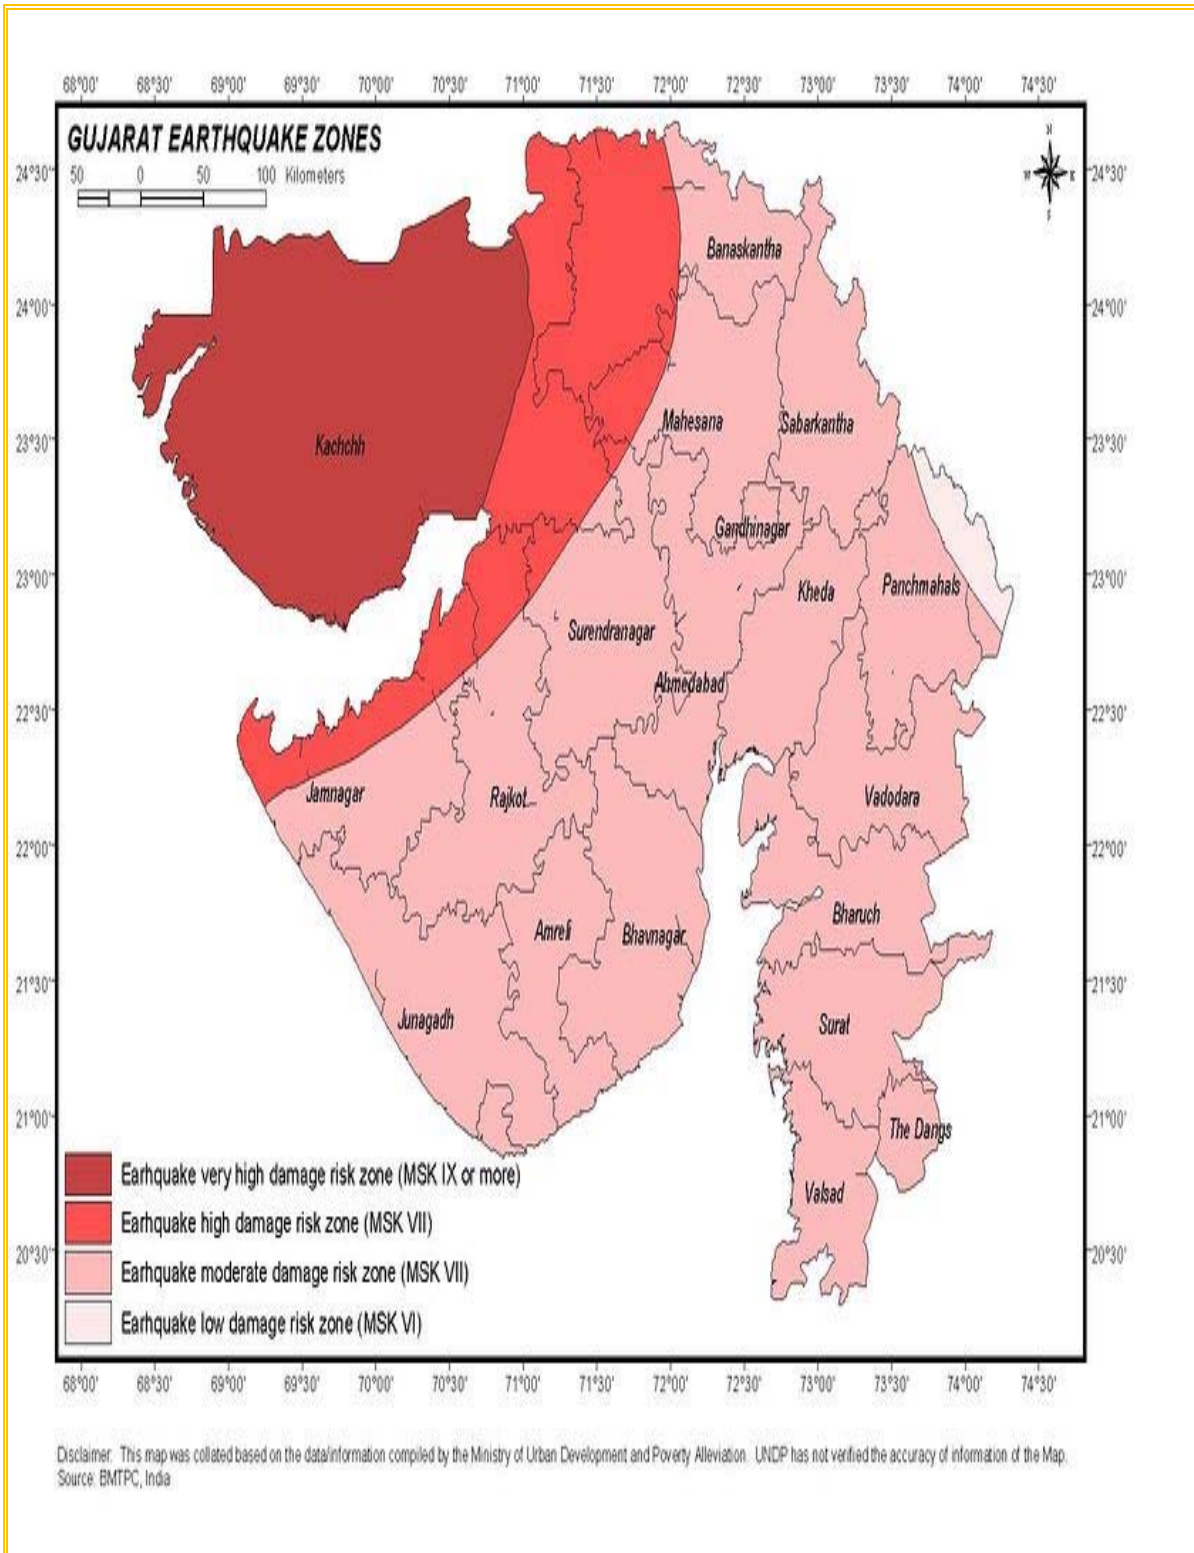 68°00' 68°30' 69°00' 69°30' 70°00' 70°30' 71°00' 71°30' 72°00' 72°30' 73°00' 73°30' 74°00' 74°30'
GUJARAT EARTHQUAKE ZONES
50 0 50 100 Kilometers
N
W E
S
24°30' 24°30'
Banaskantha
24°00' 24°00'
Mahesana
Sabarkantha
Kachchh
23°30' 23°30'
Gandhinagar
23°00' 23°00'
Panchmahals
Kheda
Surendranagar
Ahmedabad
22°30' 22°30'
Jamnagar
Rajkot
Vadodara
22°00' 22°00'
Bharuch
Amreli
Bhavnagar
21°30' 21°30'
Junagadh
Surat
21°00' 21°00'
The Dangs
Valsad
Earhquake very high damage risk zone (MSK IX or more)
Earhquake high damage risk zone (MSK VII)
20°30' 20°30'
Earhquake moderate damage risk zone (MSK VII)
Earhquake low damage risk zone (MSK VI)
68°00' 68°30' 69°00' 69°30' 70°00' 70°30' 71°00' 71°30' 72°00' 72°30' 73°00' 73°30' 74°00' 74°30'
Disclaimer: This map was collated based on the data/information compiled by the Ministry of Urban Development and Poverty Alleviation. UNDP has not verified the accuracy of information of the Map.
Source: BMTPC, India